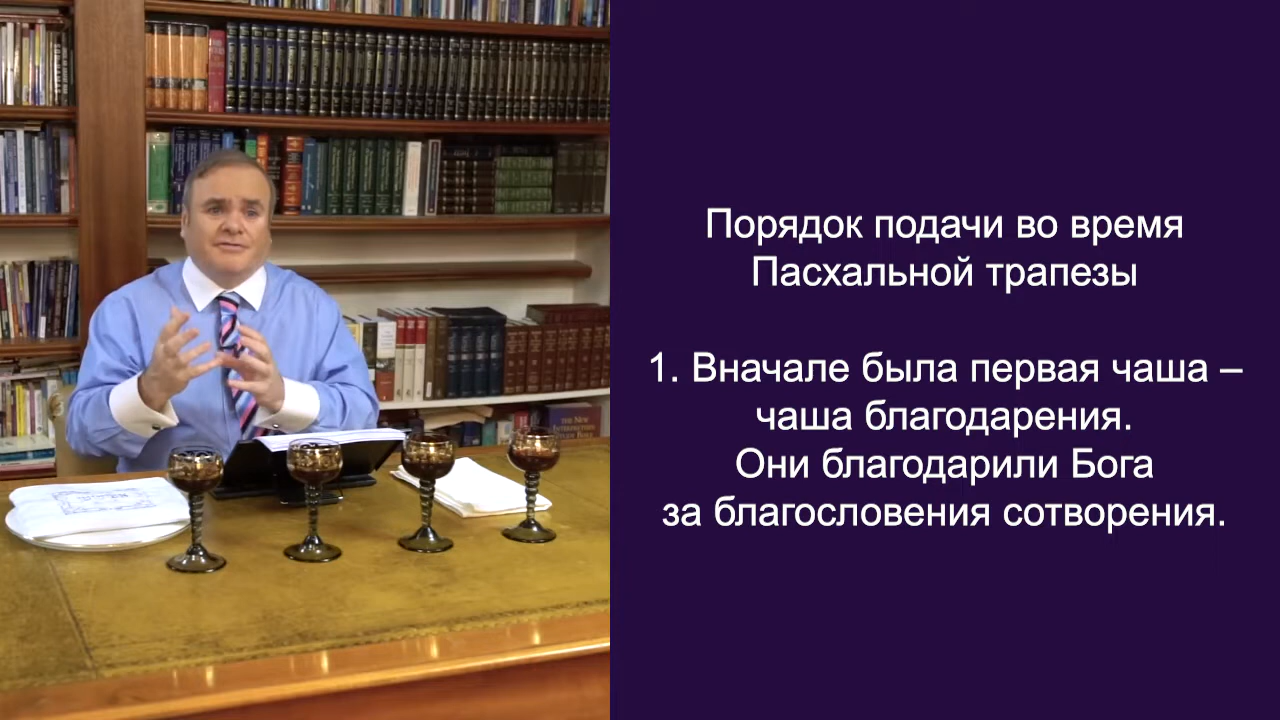 Порядок подачи во время
Пасхальной трапезы
1. Вначале была первая чаша –
чаша благодарения.
Они благодарили Бога
за благословения сотворения.